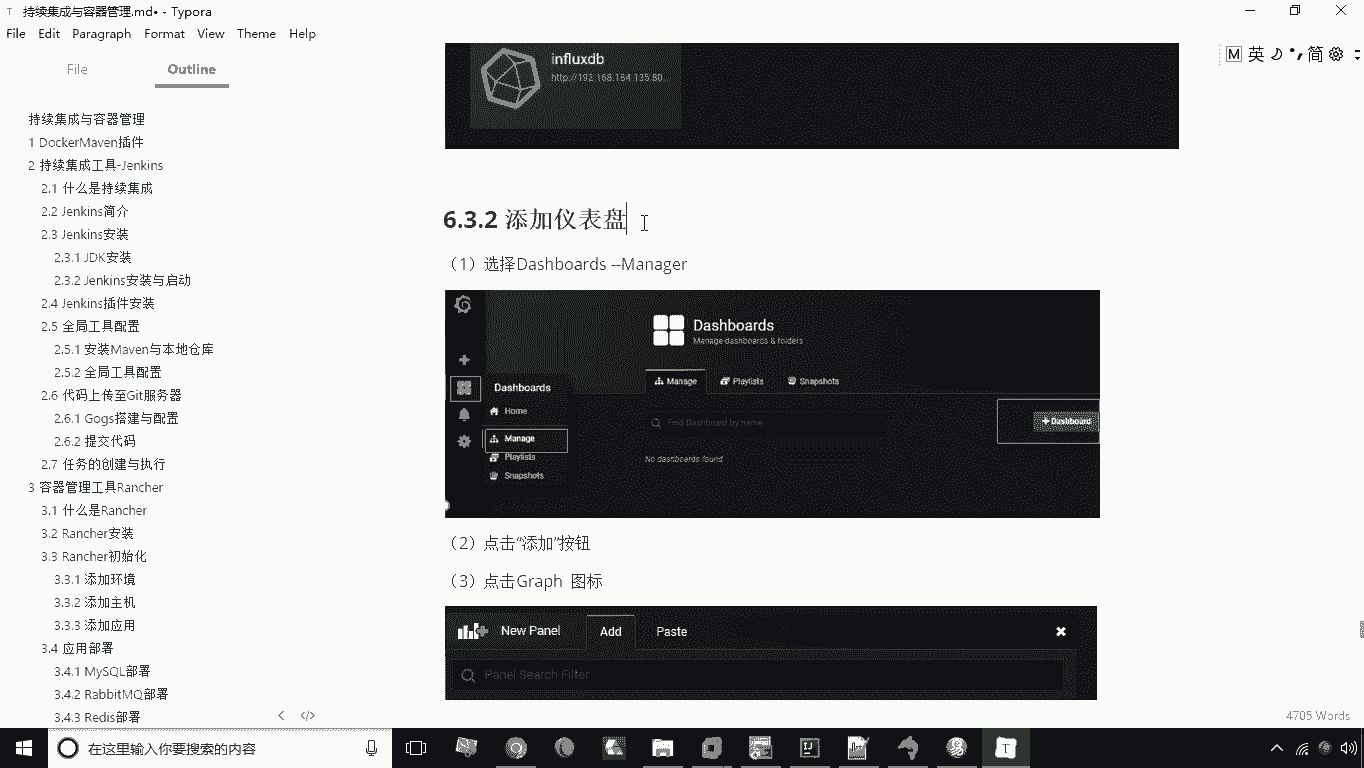 持续集成与容器管理.md• - Typora
File Edit Paragraph Format View Theme Help
M 英 简
File Outline
持续集成与容器管理
1 DockerMaven插件
2 持续集成工具-Jenkins
2.1 什么是持续集成
2.2 Jenkins简介
2.3 Jenkins安装
2.3.1 JDK安装
2.3.2 Jenkins安装与启动
2.4 Jenkins插件安装
2.5 全局工具配置
2.5.1 安装Maven与本地仓库
2.5.2 全局工具配置
2.6 代码上传至Git服务器
2.6.1 Gogs搭建与配置
2.6.2 提交代码
2.7 任务的创建与执行
3 容器管理工具Rancher
3.1 什么是Rancher
3.2 Rancher安装
3.3 Rancher初始化
3.3.1 添加环境
3.3.2 添加主机
3.3.3 添加应用
3.4 应用部署
3.4.1 MySQL部署
3.4.2 RabbitMQ部署
3.4.3 Redis部署
influxdb
http://192.168.184.135:80...
6.3.2 添加仪表盘
（1）选择Dashboards --Manager
Dashboards
Manage dashboards & folders
Manage Playlists Snapshots
Dashboards
Home
Manage
Playlists
Snapshots
Find Dashboard by name
+ Dashboard
No dashboards found.
（2）点击“添加”按钮
（3）点击Graph 图标
New Panel Add Paste
Panel Search Filter
4705 Words
在这里输入你要搜索的内容